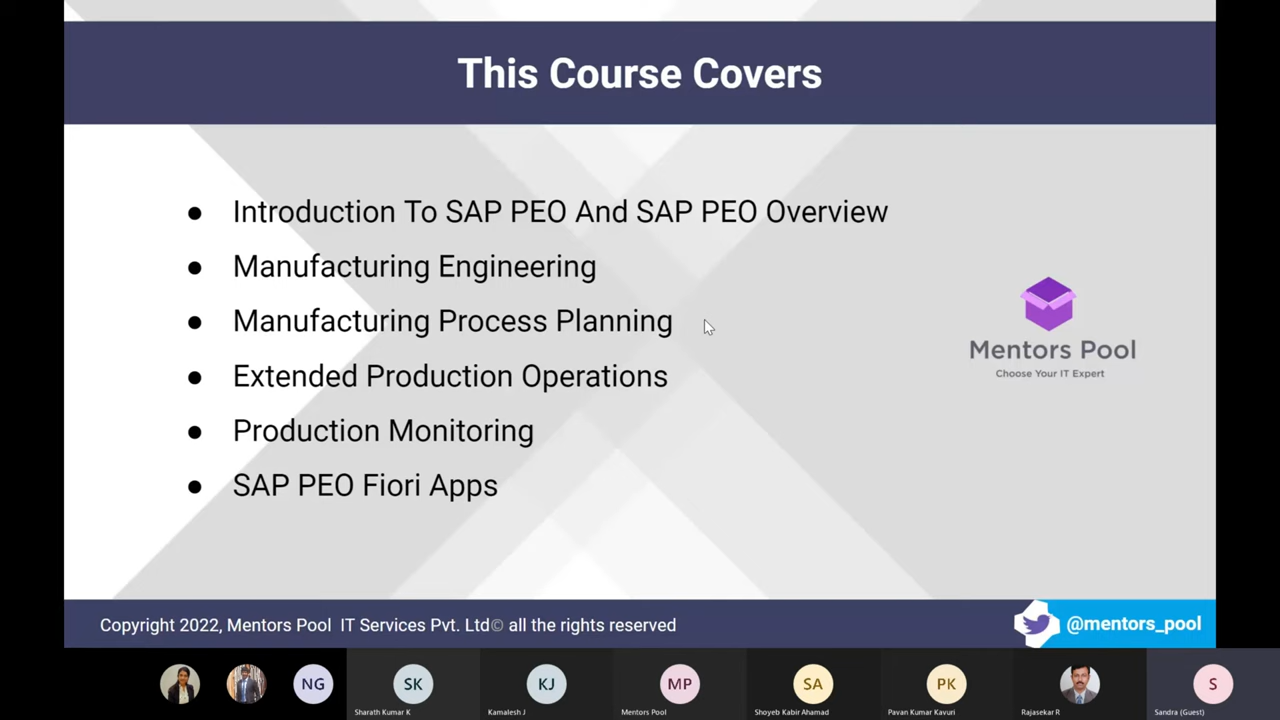 This Course Covers
● Introduction To SAP PEO And SAP PEO Overview
● Manufacturing Engineering
● Manufacturing Process Planning
● Extended Production Operations
● Production Monitoring
● SAP PEO Fiori Apps
Mentors Pool
Choose Your IT Expert
Copyright 2022, Mentors Pool IT Services Pvt. Ltd© all the rights reserved
@mentors_pool
NG
SK
KJ
MP
SA
PK
S
Sharath Kumar K
Kamalesh J
Mentors Pool
Shoyeb Kabir Ahamad
Pavan Kumar Kavuri
Rajasekar R
Sandra (Guest)